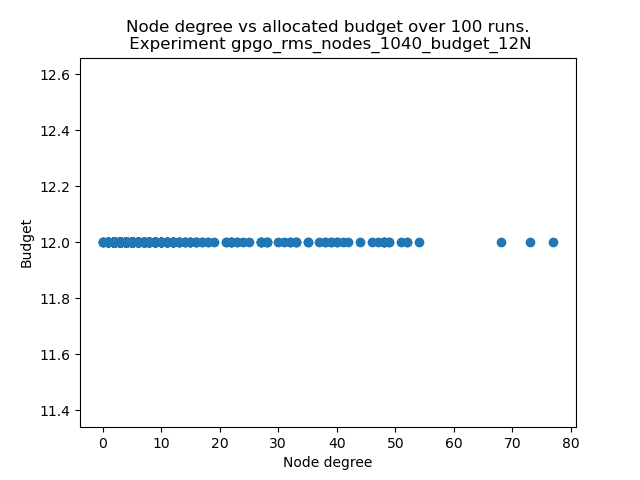 Node degree vs allocated budget over 100 runs.
Experiment gpgo_rms_nodes_1040_budget_12N
12.6
12.4
12.2
12.0
11.8
11.6
11.4
Budget
0 10 20 30 40 50 60 70 80
Node degree